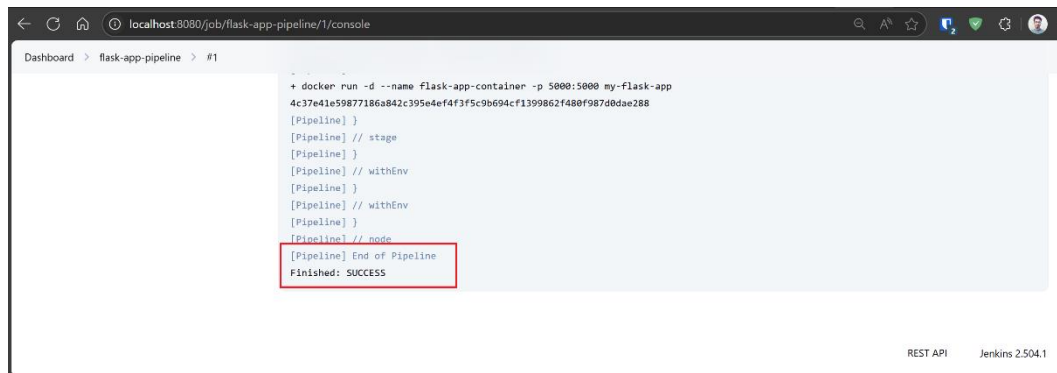 localhost:8080/job/flask-app-pipeline/1/console
2
Dashboard > flask-app-pipeline > #1
+ docker run -d --name flask-app-container -p 5000:5000 my-flask-app
4c37e41e59877186a842c395e4ef4f3f5c9b694cf1399862f480f987d0dae288
[Pipeline] }
[Pipeline] // stage
[Pipeline] }
[Pipeline] // withEnv
[Pipeline] }
[Pipeline] // withEnv
[Pipeline] }
[Pipeline] // node
[Pipeline] End of Pipeline
Finished: SUCCESS
REST API Jenkins 2.504.1